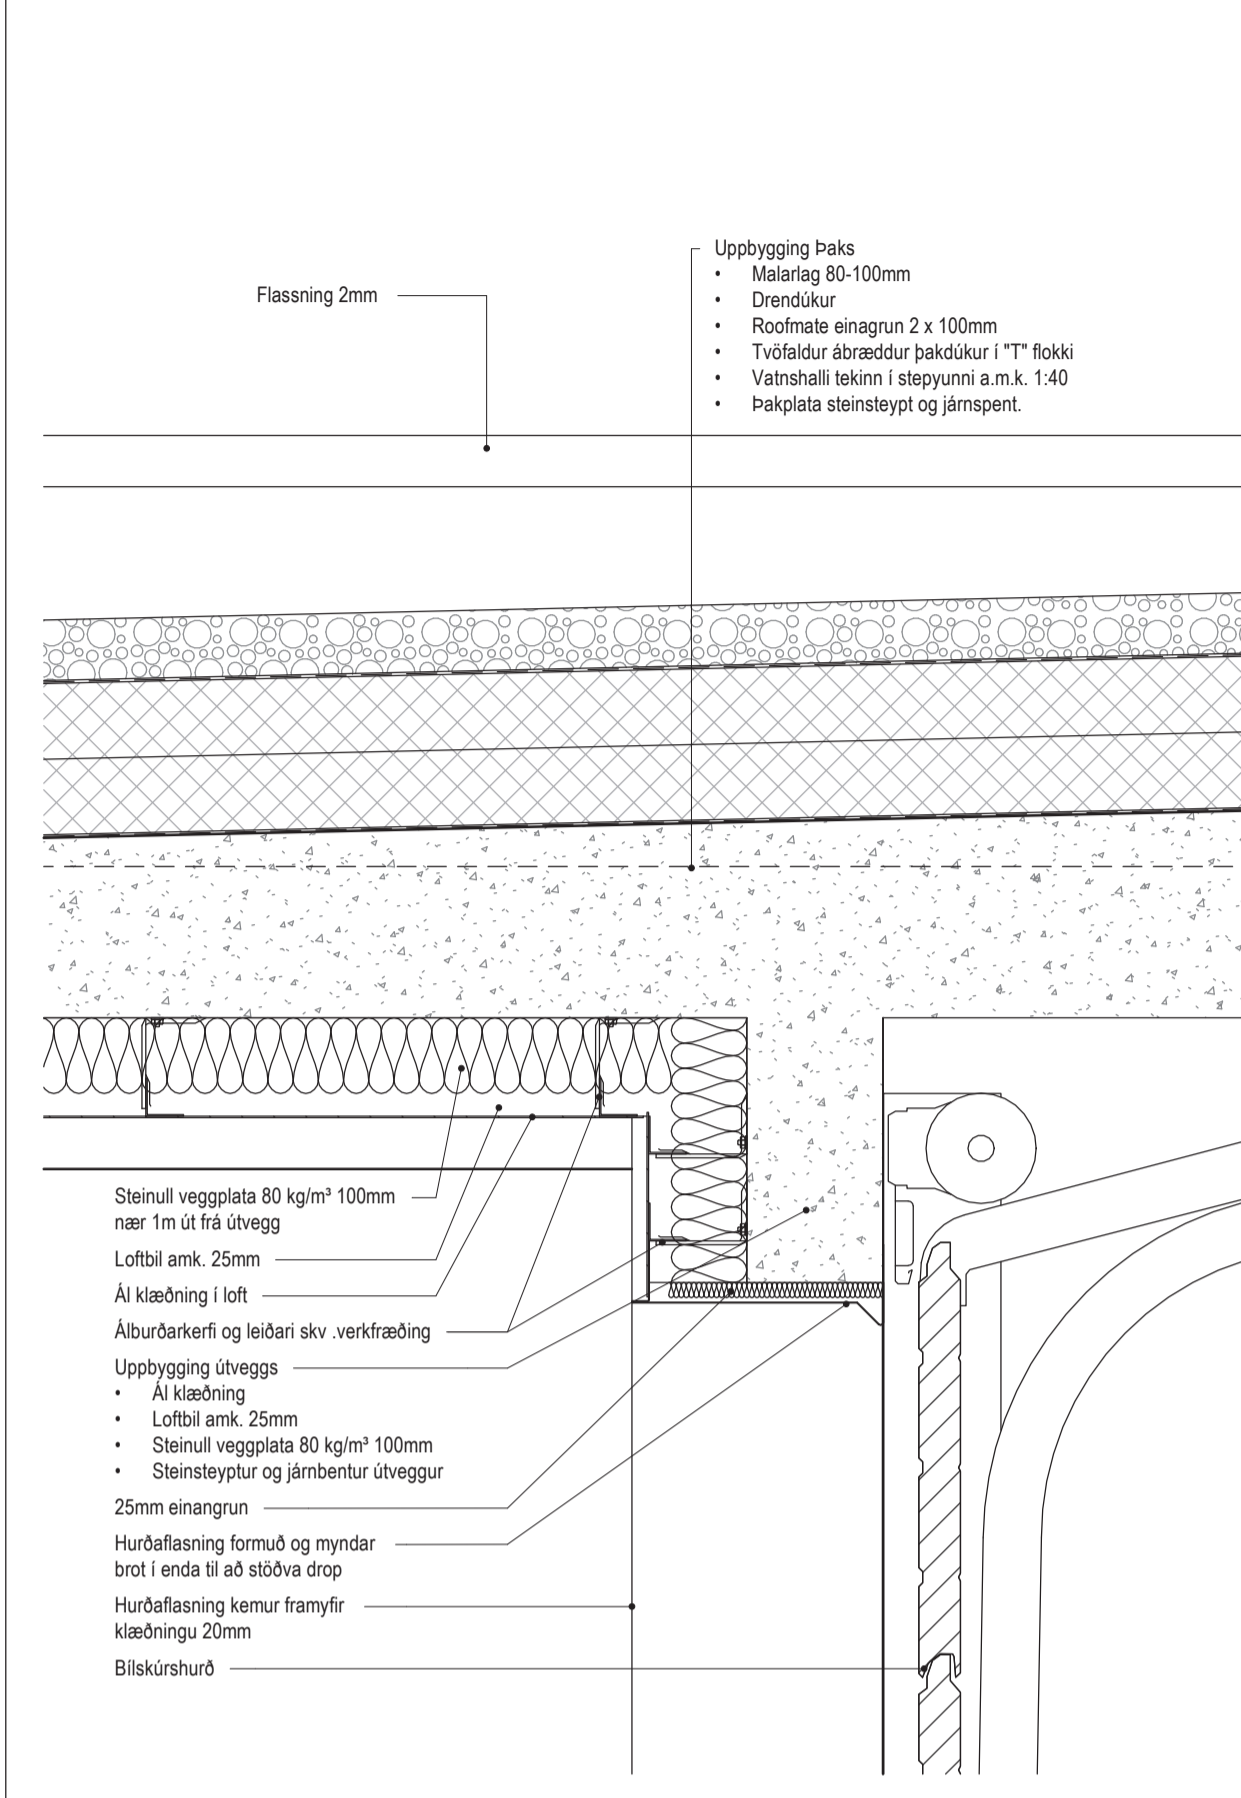 Flassning 2mm
Uppbygging Þaks
• Malarlag 80-100mm
• Drendúkur
• Roofmate einagrun 2 x 100mm
• Tvöfaldur ábræddur þakdúkur í "T" flokki
• Vatnshalli tekinn í stepyunni a.m.k. 1:40
• Þakplata steinsteypt og járnspent.
Steinull veggplata 80 kg/m³ 100mm
nær 1m út frá útvegg
Loftbil amk. 25mm
Ál klæðning í loft
Álburðarkerfi og leiðari skv .verkfræðing
Uppbygging útveggs
• Ál klæðning
• Loftbil amk. 25mm
• Steinull veggplata 80 kg/m³ 100mm
• Steinsteyptur og járnbentur útveggur
25mm einangrun
Hurðaflasning formuð og myndar
brot í enda til að stöðva drop
Hurðaflasning kemur framyfir
klæðningu 20mm
Bílskúrshurð